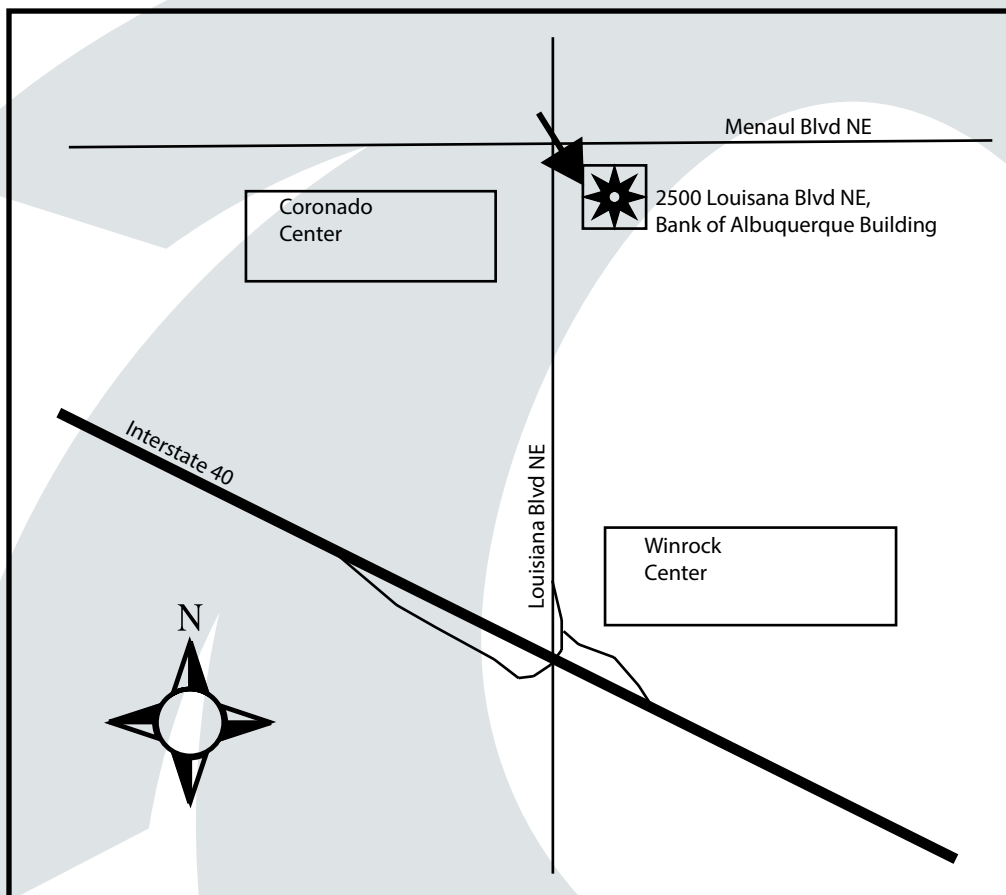 Menaul Blvd NE
2500 Louisana Blvd NE,
Bank of Albuquerque Building
Coronado
Center
Interstate 40
Louisiana Blvd NE
Winrock
Center
N